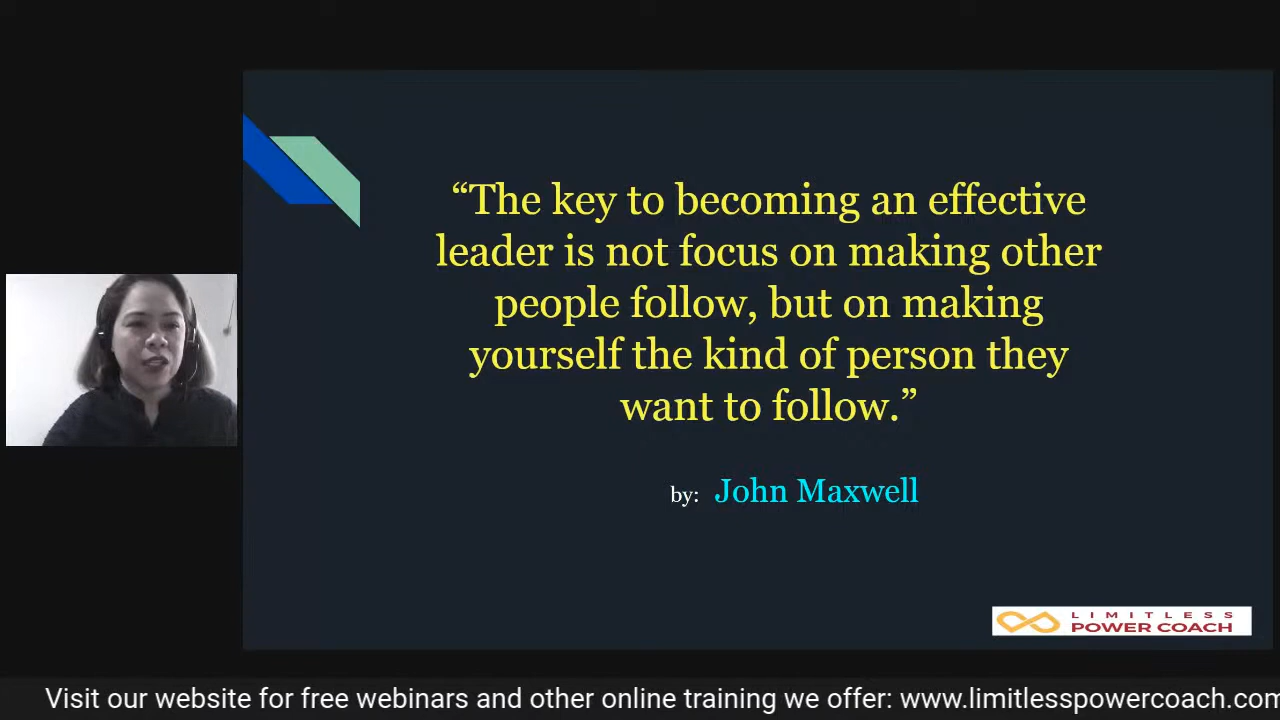 “The key to becoming an effective
leader is not focus on making other
people follow, but on making
yourself the kind of person they
want to follow.”
by: John Maxwell
LIMITLESS
POWER COACH
Visit our website for free webinars and other online training we offer: www.limitlesspowercoach.com